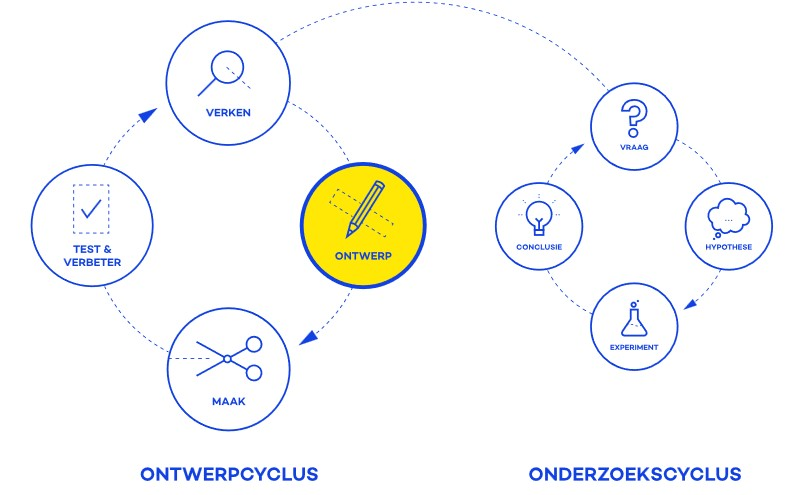 VERKEN
ONTWERP
MAAK
TEST &
VERBETER
ONTWERPCYCLUS
VRAAG
HYPOTHESE
EXPERIMENT
CONCLUSIE
ONDERZOEKSCYCLUS